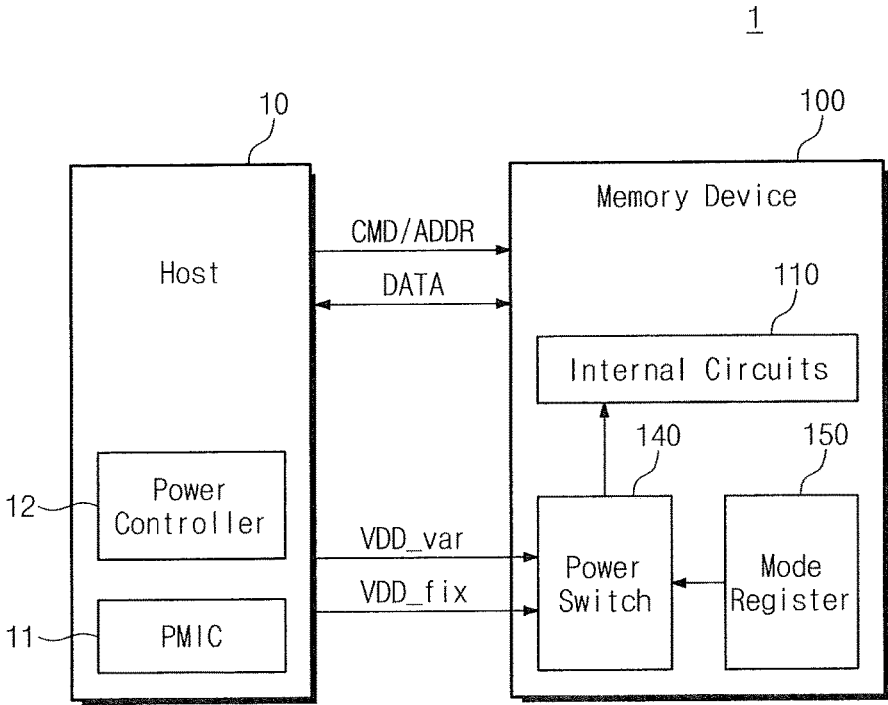 1
10
100
Host
Memory Device
CMD/ADDR
DATA
110
Internal Circuits
140
150
12
Power
Controller
VDD_var
VDD_fix
Power
Switch
Mode
Register
11
PMIC